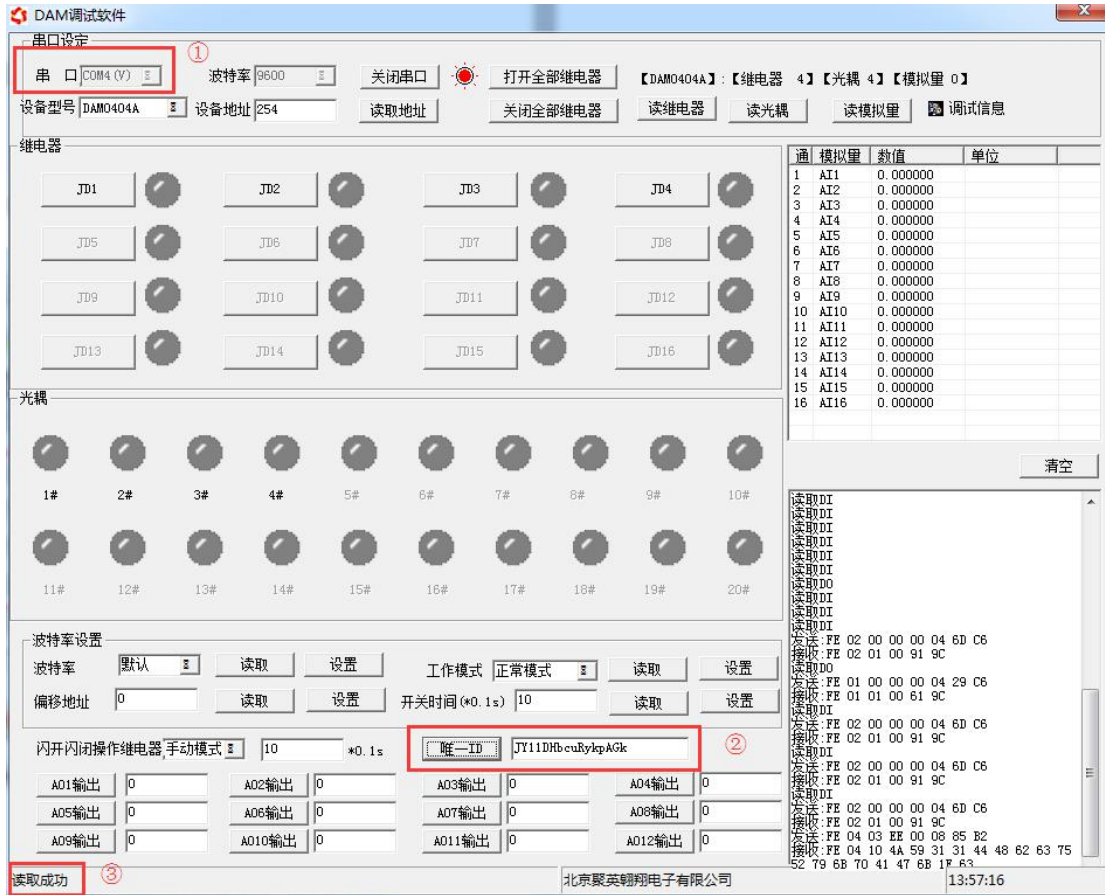 DAM调试软件
串口设定
①
串 口 COM4(V) 波特率 9600 关闭串口 打开全部继电器 【DAM0404A】:【继电器 4】【光耦 4】【模拟量 0】
设备型号 DAM0404A 设备地址 254 读取地址 关闭全部继电器 读继电器 读光耦 读模拟量 调试信息
继电器
JD1 JD2 JD3 JD4
JD5 JD6 JD7 JD8
JD9 JD10 JD11 JD12
JD13 JD14 JD15 JD16
通 模拟量 数值 单位
1 AI1 0.000000
2 AI2 0.000000
3 AI3 0.000000
4 AI4 0.000000
5 AI5 0.000000
6 AI6 0.000000
7 AI7 0.000000
8 AI8 0.000000
9 AI9 0.000000
10 AI10 0.000000
11 AI11 0.000000
12 AI12 0.000000
13 AI13 0.000000
14 AI14 0.000000
15 AI15 0.000000
16 AI16 0.000000
清空
光耦
1# 2# 3# 4# 5# 6# 7# 8# 9# 10#
11# 12# 13# 14# 15# 16# 17# 18# 19# 20#
读取DI
读取DI
读取DI
读取DI
读取DI
读取DI
读取DO
读取DI
读取DI
读取DI
发送:FE 02 00 00 00 04 6D C6
接收:FE 02 01 00 91 9C
读取DO
发送:FE 01 00 00 00 04 29 C6
接收:FE 01 01 00 61 9C
读取DI
发送:FE 02 00 00 00 04 6D C6
接收:FE 02 01 00 91 9C
读取DI
发送:FE 02 00 00 00 04 6D C6
接收:FE 02 01 00 91 9C
读取DI
发送:FE 02 00 00 00 04 6D C6
接收:FE 02 01 00 91 9C
发送:FE 04 03 EE 00 08 85 B2
接收:FE 04 10 4A 59 31 31 44 48 62 63 75
52 79 6B 70 41 47 6B 1F 63
波特率设置
波特率 默认 读取 设置 工作模式 正常模式 读取 设置
偏移地址 0 读取 设置 开关时间(*0.1s) 10 读取 设置
闪开闪闭操作继电器 手动模式 10 *0.1s 唯一ID JY11DHbcuRykpAGk ②
AO1输出 0 AO2输出 0 AO3输出 0 AO4输出 0
AO5输出 0 AO6输出 0 AO7输出 0 AO8输出 0
AO9输出 0 AO10输出 0 AO11输出 0 AO12输出 0
读取成功 ③ 北京聚英翱翔电子有限公司 13:57:16